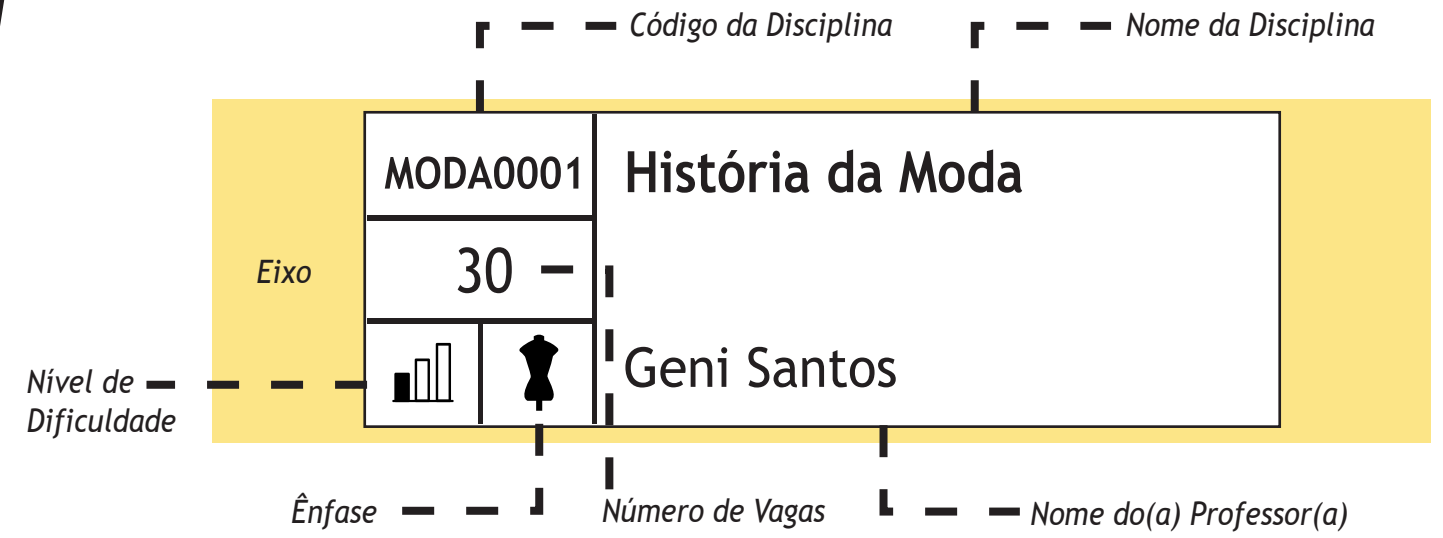 Código da Disciplina
Nome da Disciplina
MODA0001
História da Moda
Eixo
30
Geni Santos
Nível de
Dificuldade
Ênfase
Número de Vagas
Nome do(a) Professor(a)